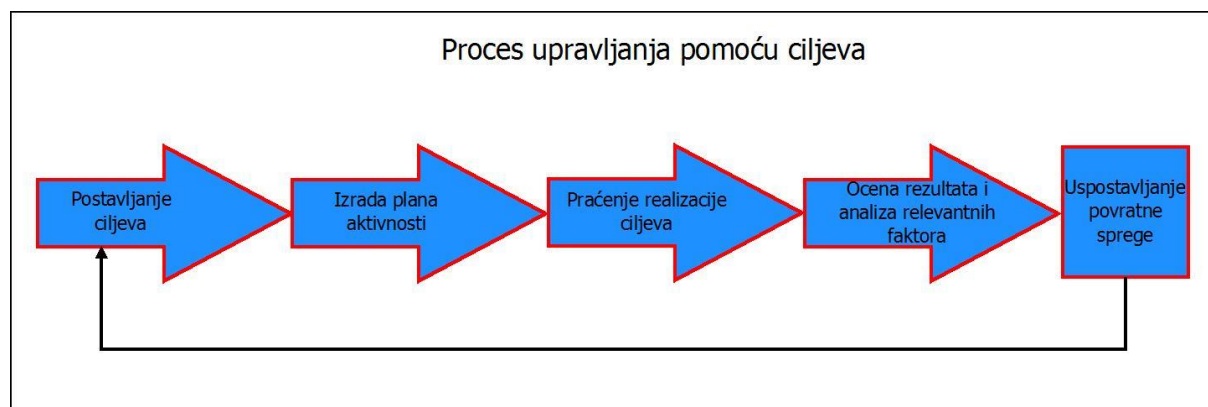 Proces upravljanja pomoću ciljeva
Postavljanje
ciljeva
Izrada plana
aktivnosti
Praćenje realizacije
ciljeva
Ocena rezultata i
analiza relevantnih
faktora
Uspostavljanje
povratne
sprege